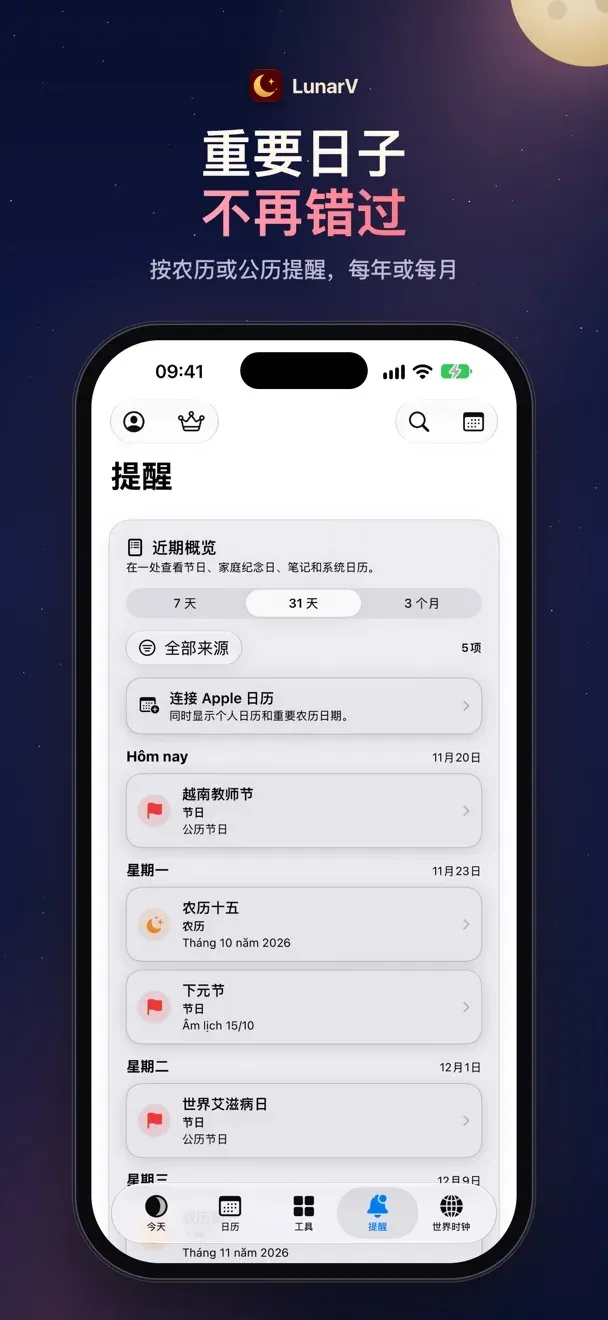 LunarV
重要日子
不再错过
按农历或公历提醒，每年或每月
09:41
提醒
近期概览
在一处查看节日、家庭纪念日、笔记和系统日历。
7 天
31 天
3 个月
全部来源
5项
连接 Apple 日历
同时显示个人日历和重要农历日期。
Hôm nay
11月20日
越南教师节
节日
公历节日
星期一
11月23日
农历十五
农历
Tháng 10 năm 2026
下元节
节日
Âm lịch 15/10
星期二
12月1日
世界艾滋病日
节日
公历节日
星期三
12月9日
Tháng 11 năm 2026
今天
日历
工具
提醒
世界时钟